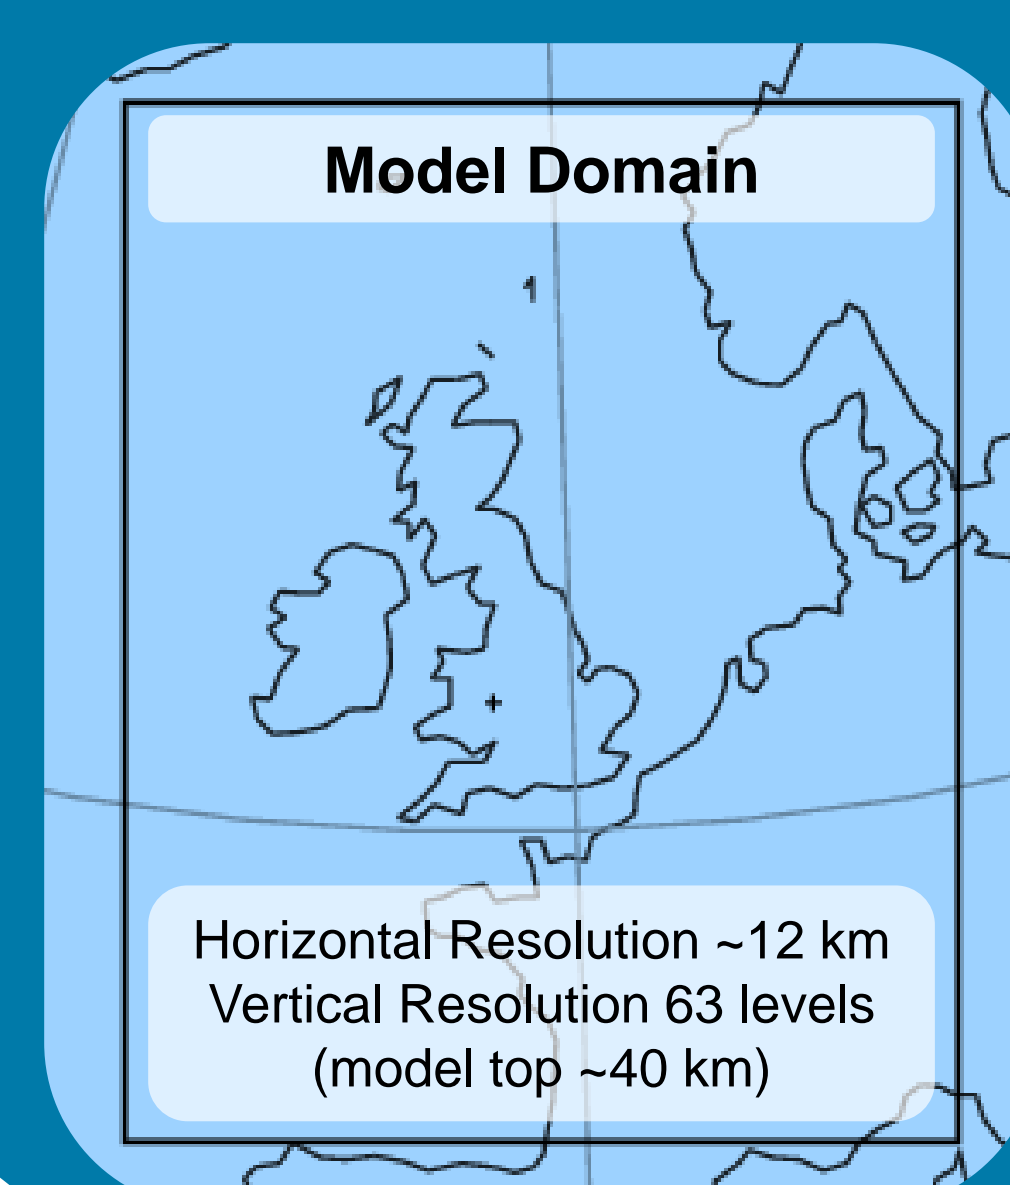 Model Domain
Horizontal Resolution ~12 km
Vertical Resolution 63 levels
(model top ~40 km)